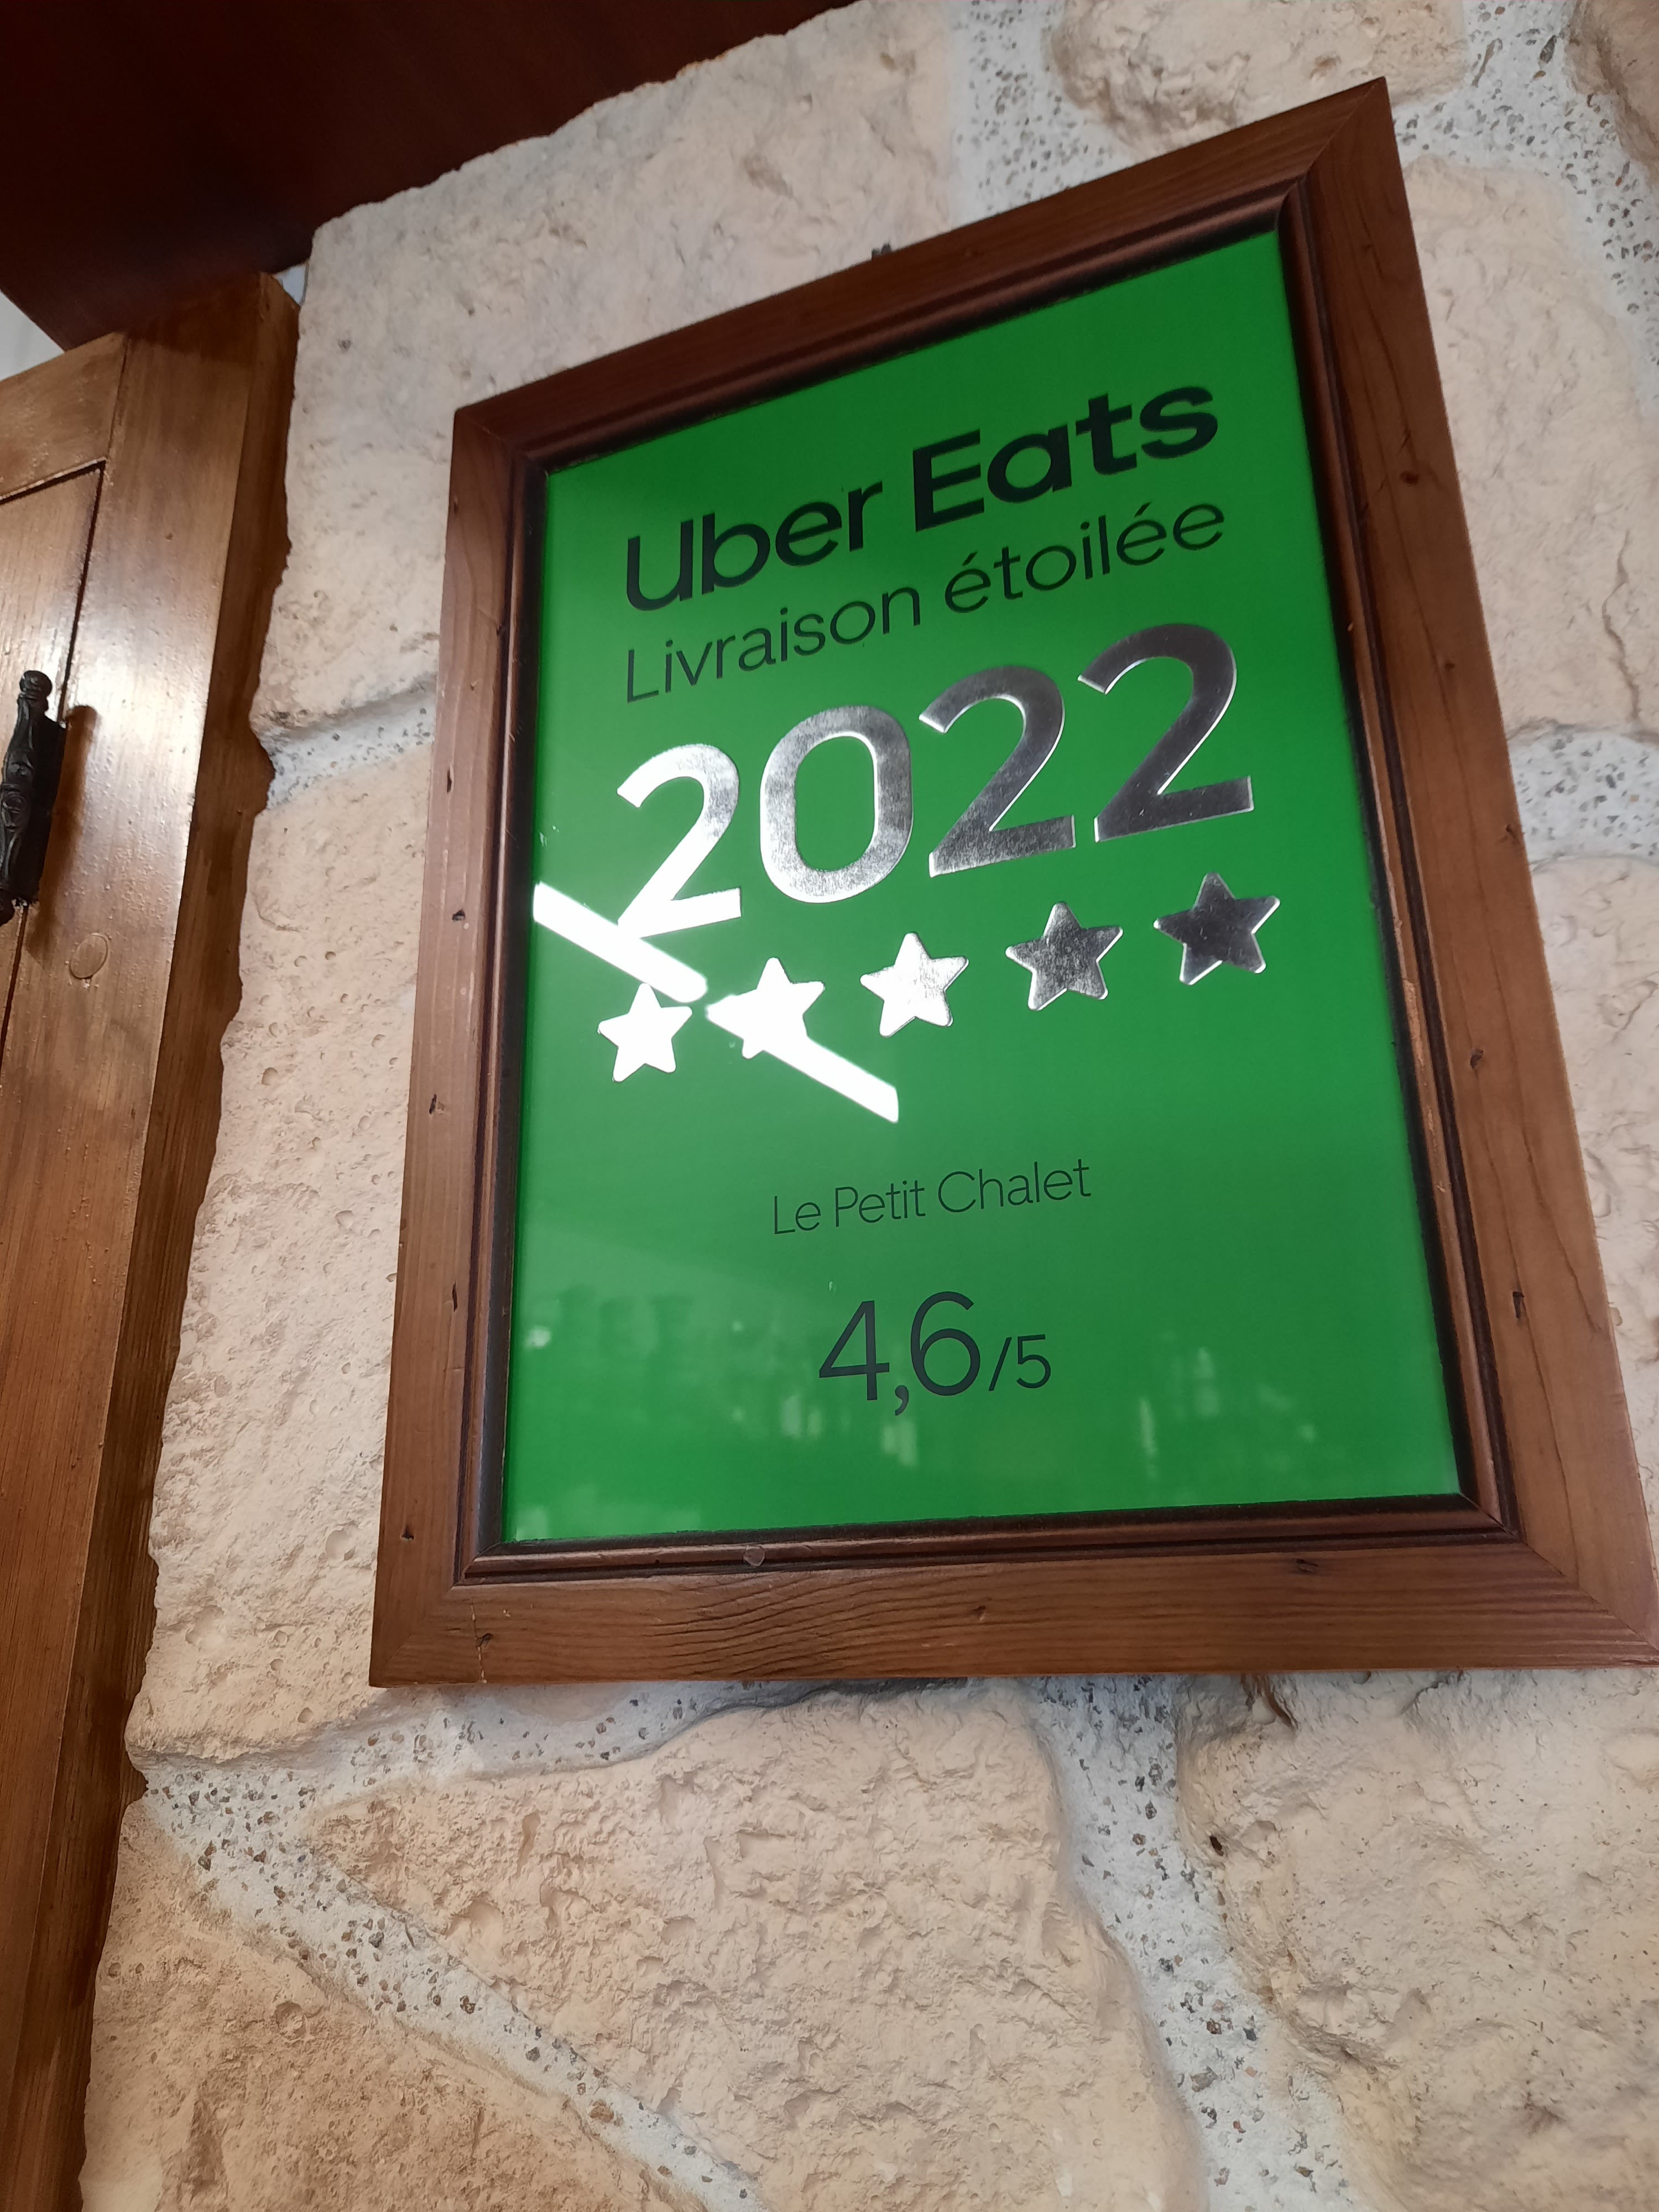 Uber Eats
Livraison étoilée
2022
Le Petit Chalet
4,6/5